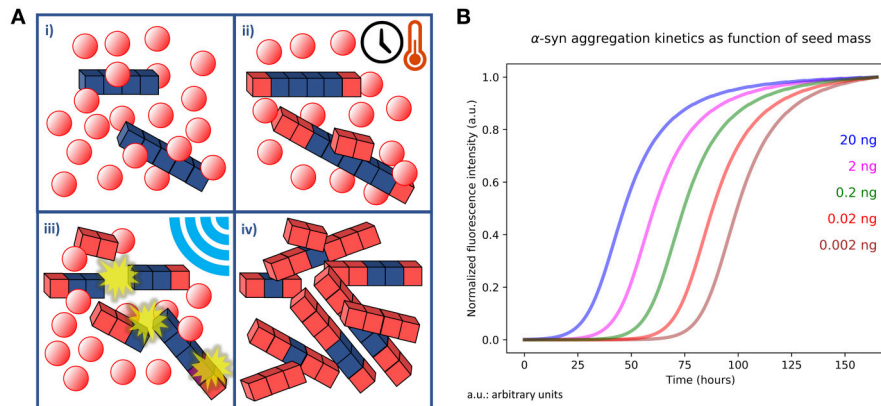 A
i)
ii)
iii)
iv)
B
α-syn aggregation kinetics as function of seed mass
Normalized fluorescence intensity (a.u.)
1.0
0.8
0.6
0.4
0.2
0.0
20 ng
2 ng
0.2 ng
0.02 ng
0.002 ng
0 25 50 75 100 125 150
Time (hours)
a.u.: arbitrary units